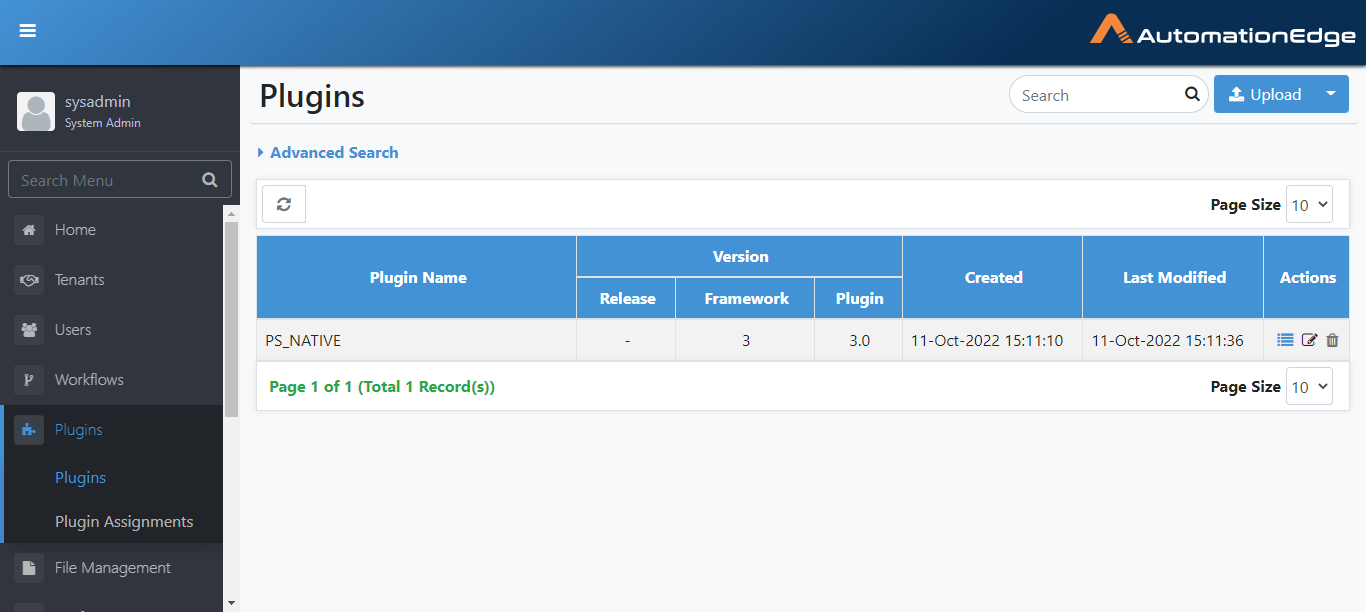 AutomationEdge
sysadmin
System Admin
Search Menu
Home
Tenants
Users
Workflows
Plugins
Plugins
Plugin Assignments
File Management
Plugins
Search
Upload
Advanced Search
Page Size 10
Plugin Name Version Created Last Modified Actions
Release Framework Plugin
PS_NATIVE - 3 3.0 11-Oct-2022 15:11:10 11-Oct-2022 15:11:36
Page 1 of 1 (Total 1 Record(s)) Page Size 10